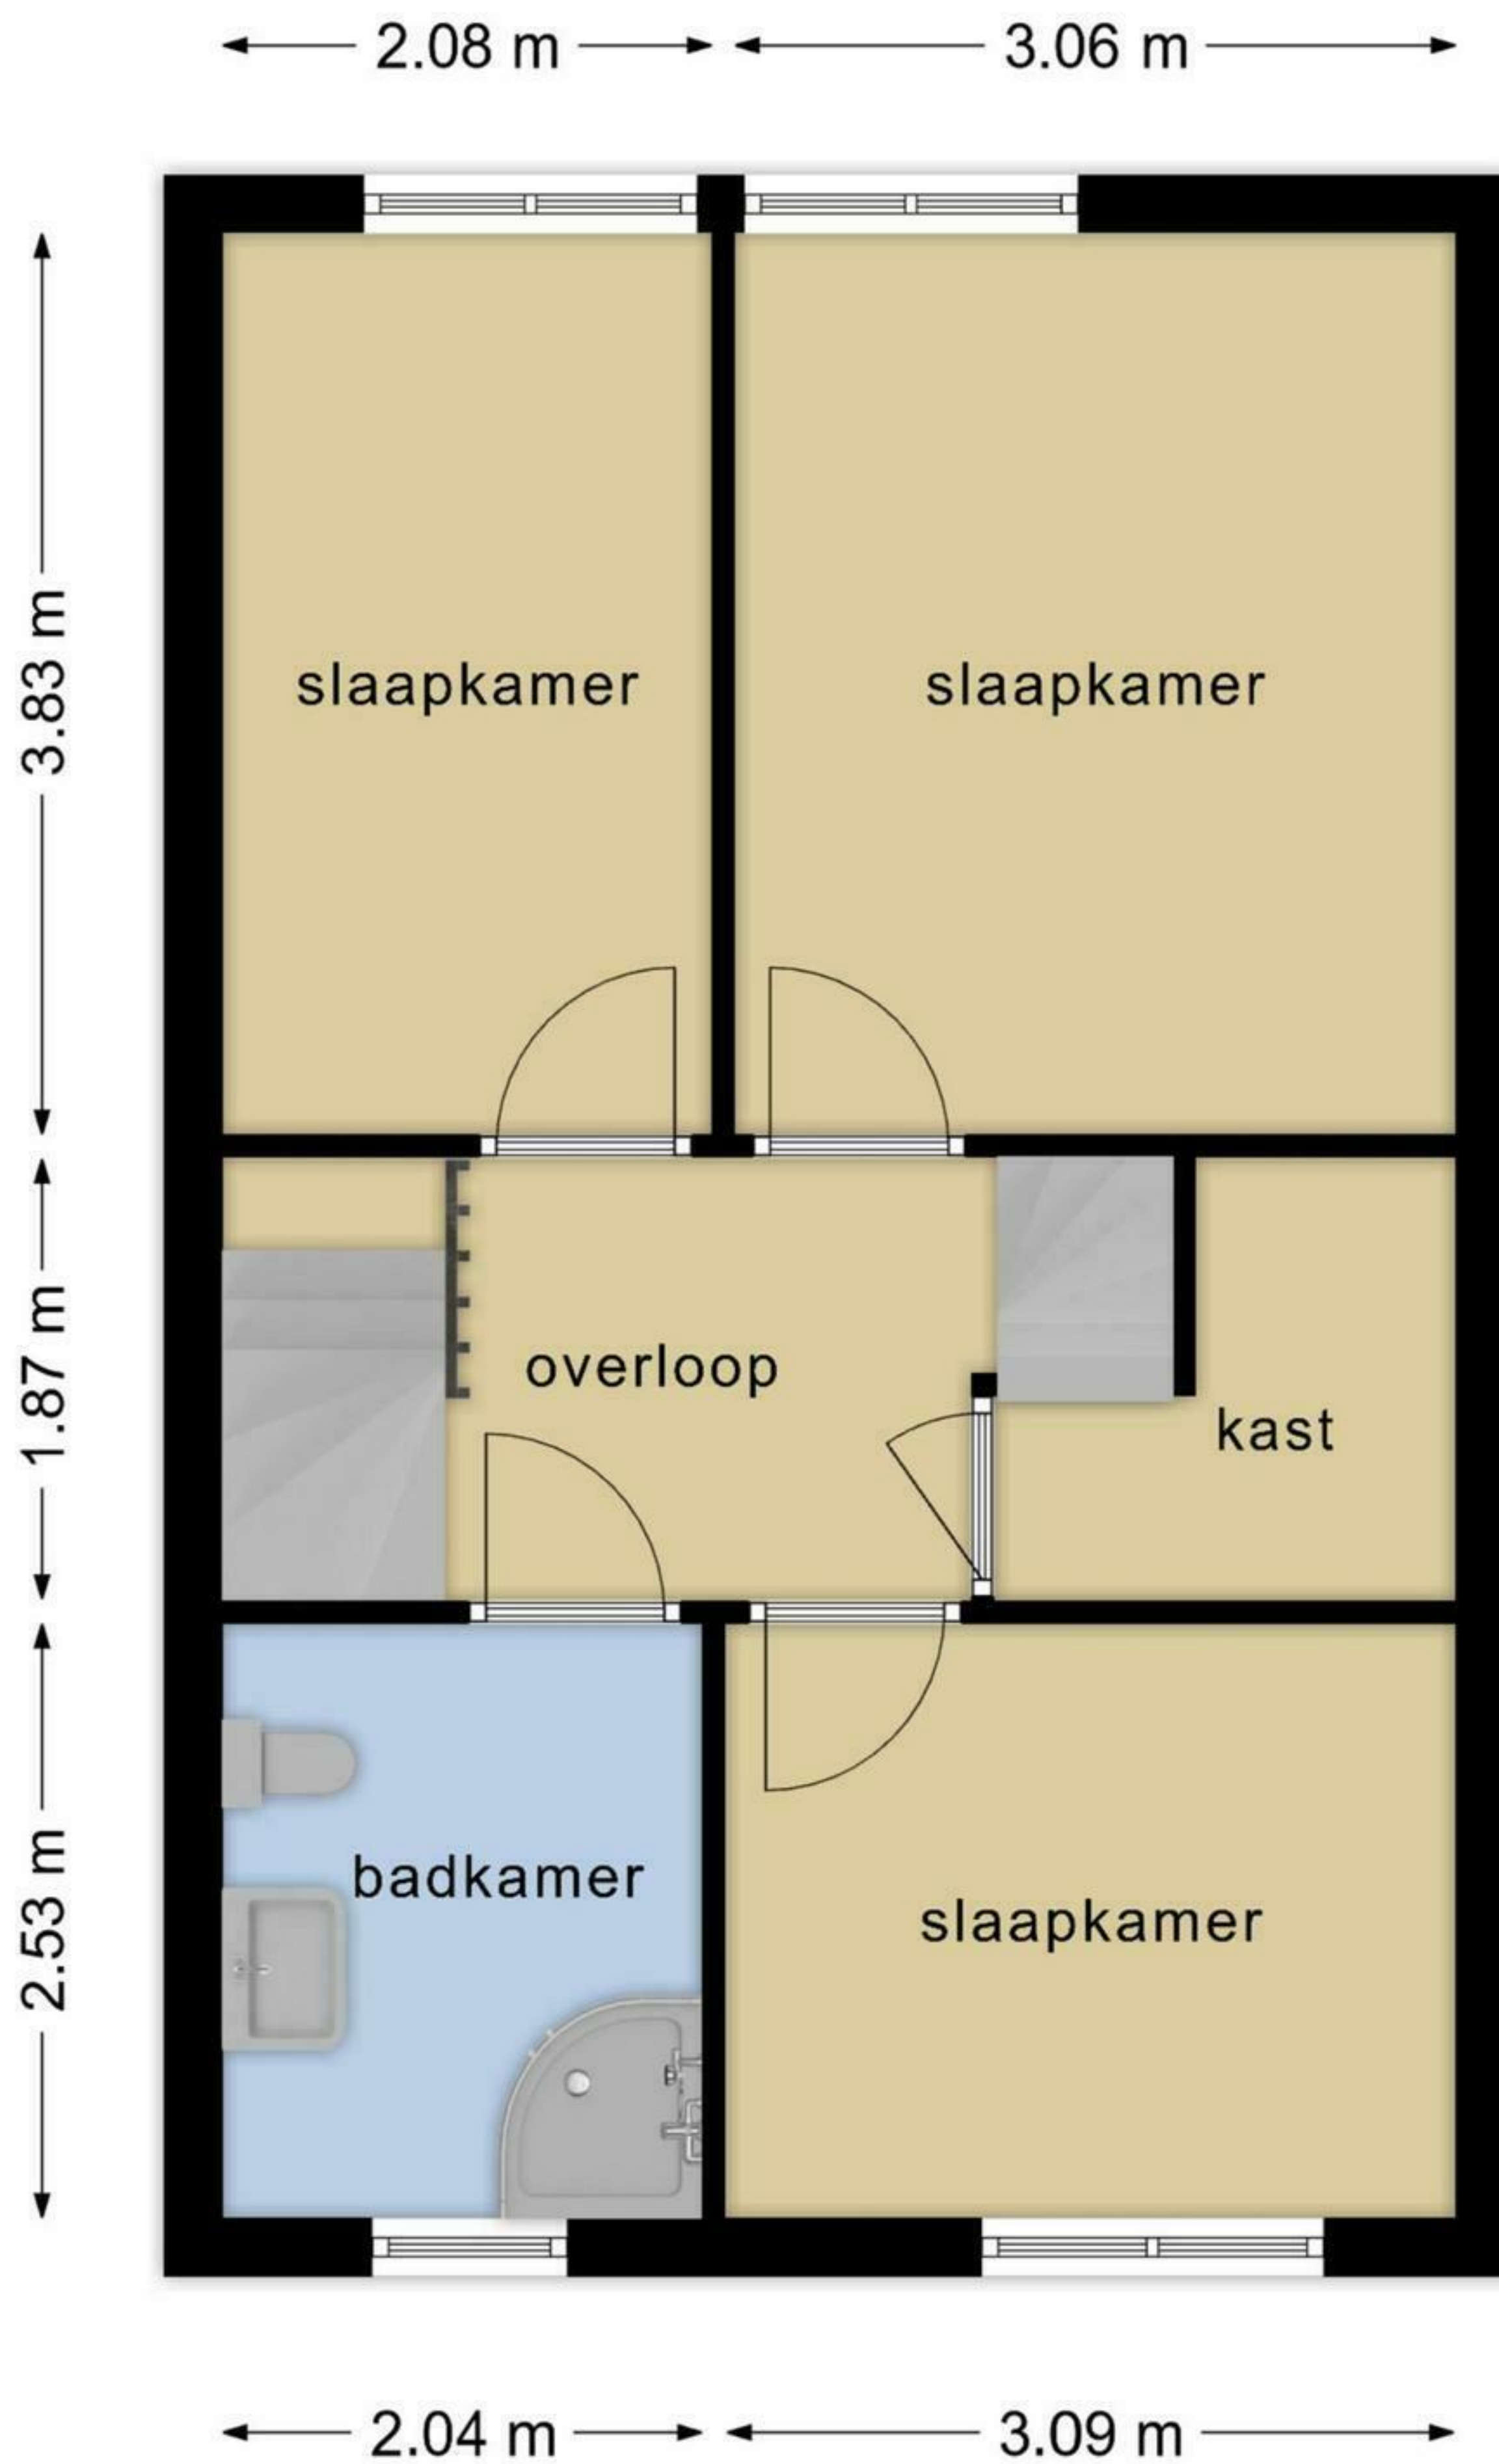 2.08 m
3.06 m
3.83 m
slaapkamer
slaapkamer
1.87 m
overloop
kast
2.53 m
badkamer
slaapkamer
2.04 m
3.09 m